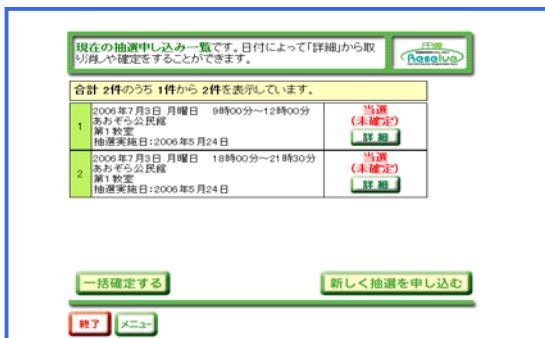 現在の抽選申し込み一覧です。日付によって「詳細」から取
り消しや確定をすることができます。
Rasalva
合計 2件のうち 1件から 2件を表示しています。
1
2006年7月3日 月曜日 9時00分～12時00分
あおぞら公民館
第1教室
抽選実施日:2006年5月24日
当選
(未確定)
詳細
2
2006年7月3日 月曜日 18時00分～21時30分
あおぞら公民館
第1教室
抽選実施日:2006年5月24日
当選
(未確定)
詳細
一括確定する
新しく抽選を申し込む
終了
メニュー